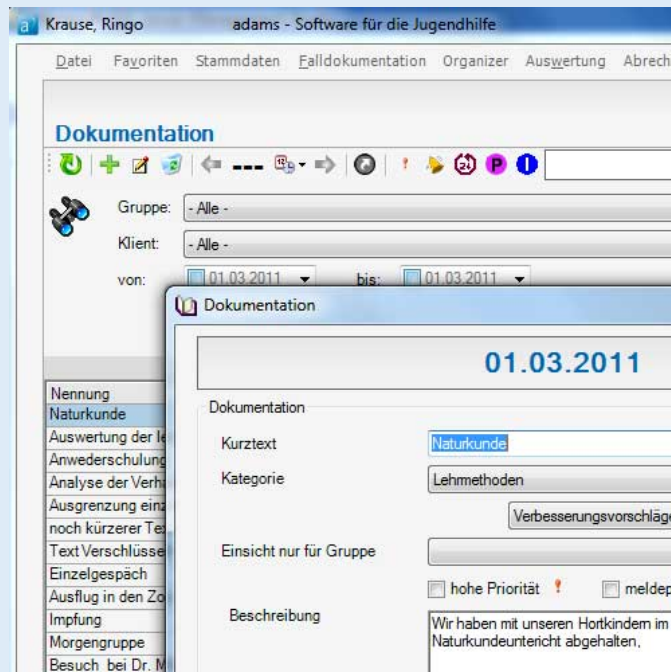 Krause, Ringo adams - Software für die Jugendhilfe
Datei Favoriten Stammdaten Falldokumentation Organizer Auswertung Abrech
Dokumentation
Gruppe: - Alle -
Klient: - Alle -
von: 01.03.2011 bis: 01.03.2011
Dokumentation
01.03.2011
Nennung
Naturkunde
Auswertung der le
Anwederschulung
Analyse der Verha
Ausgrenzung einz
noch kürzerer Tex
Text Verschlüsse
Einzelgespäch
Ausflug in den Zo
Impfung
Morgengruppe
Besuch bei Dr. M
Dokumentation
Kurztext Naturkunde
Kategorie Lehrmethoden
Verbesserungsvorschläge
Einsicht nur für Gruppe
hohe Priorität ! meldep
Beschreibung Wir haben mit unseren Hortkindern im
Naturkundeuntericht abgehalten,